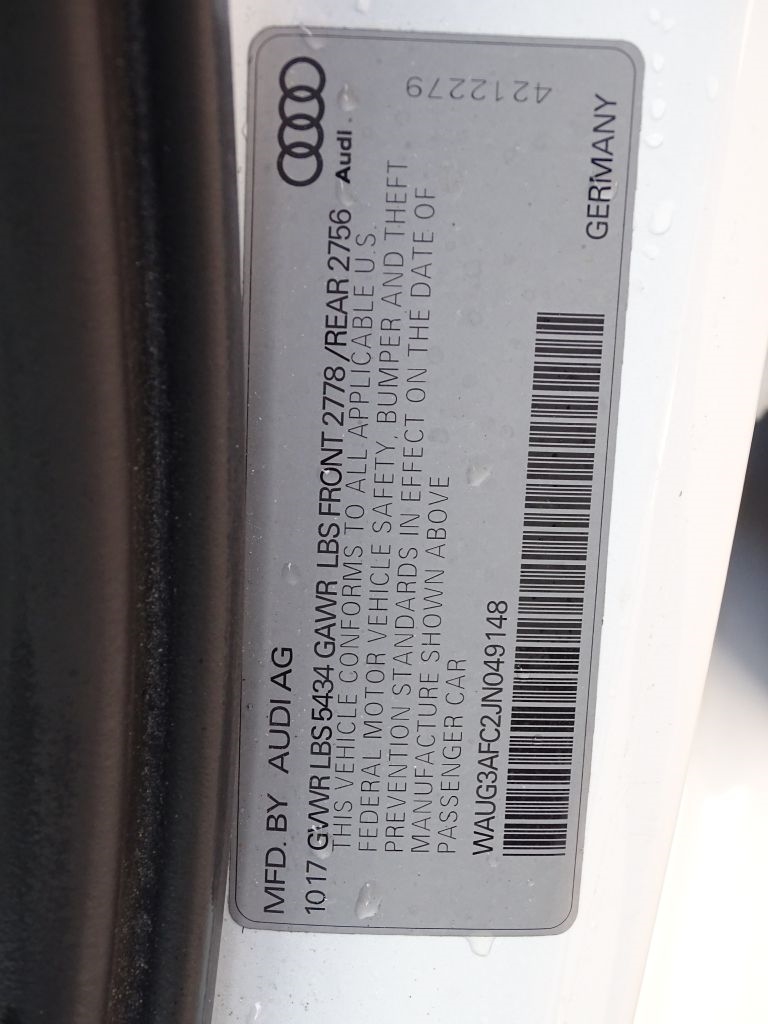 MFD. BY AUDI AG
Audi
1017 GVWR LBS 5434 GAWR LBS FRONT 2778 /REAR 2756
THIS VEHICLE CONFORMS TO ALL APPLICABLE U.S.
FEDERAL MOTOR VEHICLE SAFETY, BUMPER AND THEFT
PREVENTION STANDARDS IN EFFECT ON THE DATE OF
MANUFACTURE SHOWN ABOVE
PASSENGER CAR
WAUG3AFC2JN049148
4212279
GERMANY